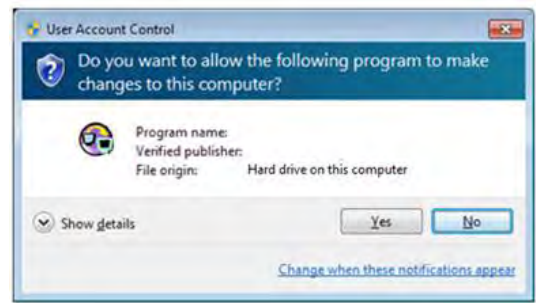 User Account Control
Do you want to allow the following program to make
changes to this computer?
Program name:
Verified publisher:
File origin: Hard drive on this computer
Show details
Yes No
Change when these notifications appear